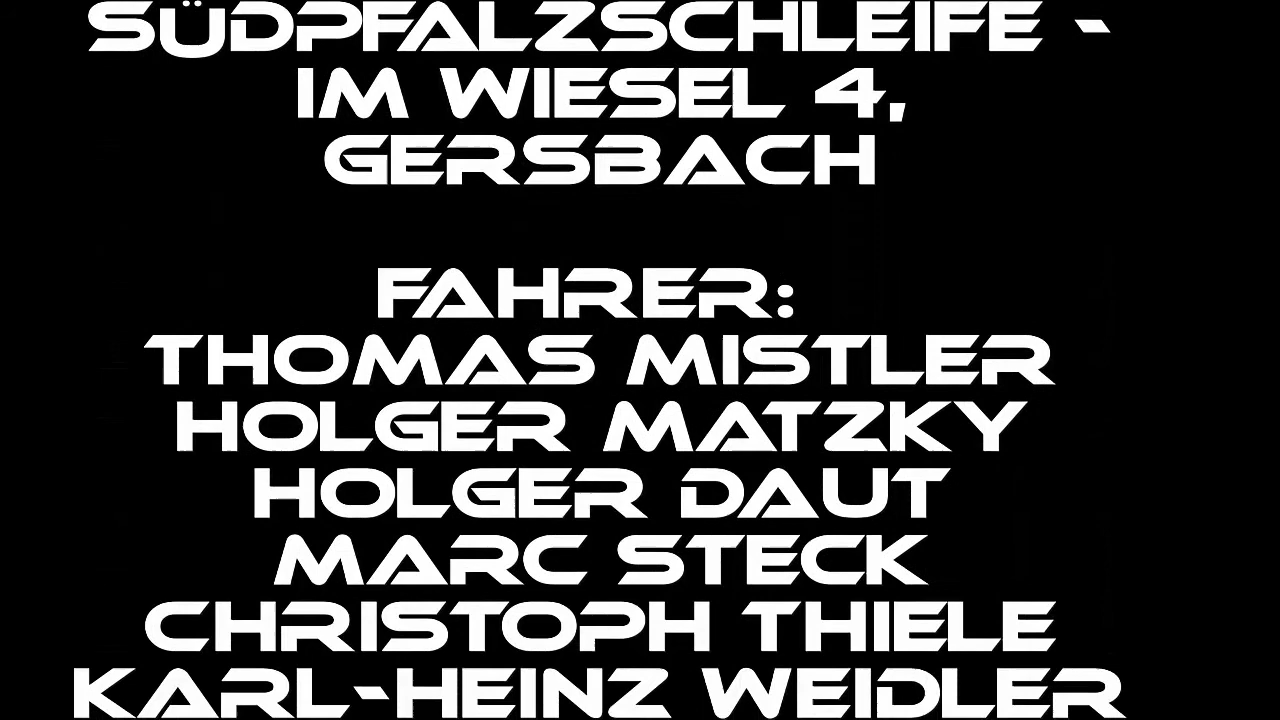 SÜDPFALZSCHLEIFE -
IM WIESEL 4,
GERSBACH
FAHRER:
THOMAS MISTLER
HOLGER MATZKY
HOLGER DAUT
MARC STECK
CHRISTOPH THIELE
KARL-HEINZ WEIDLER